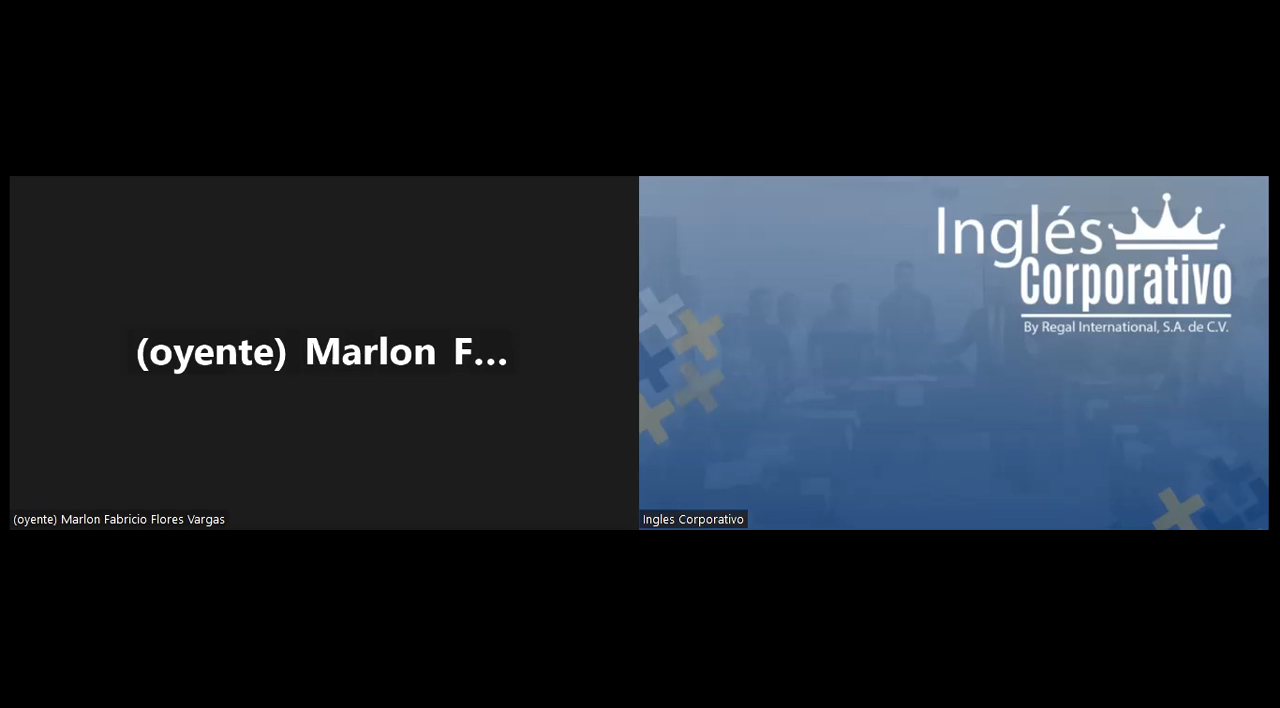 (oyente) Marlon F...
(oyente) Marlon Fabricio Flores Vargas
Inglés
Corporativo
By Regal International, S.A. de C.V.
Ingles Corporativo